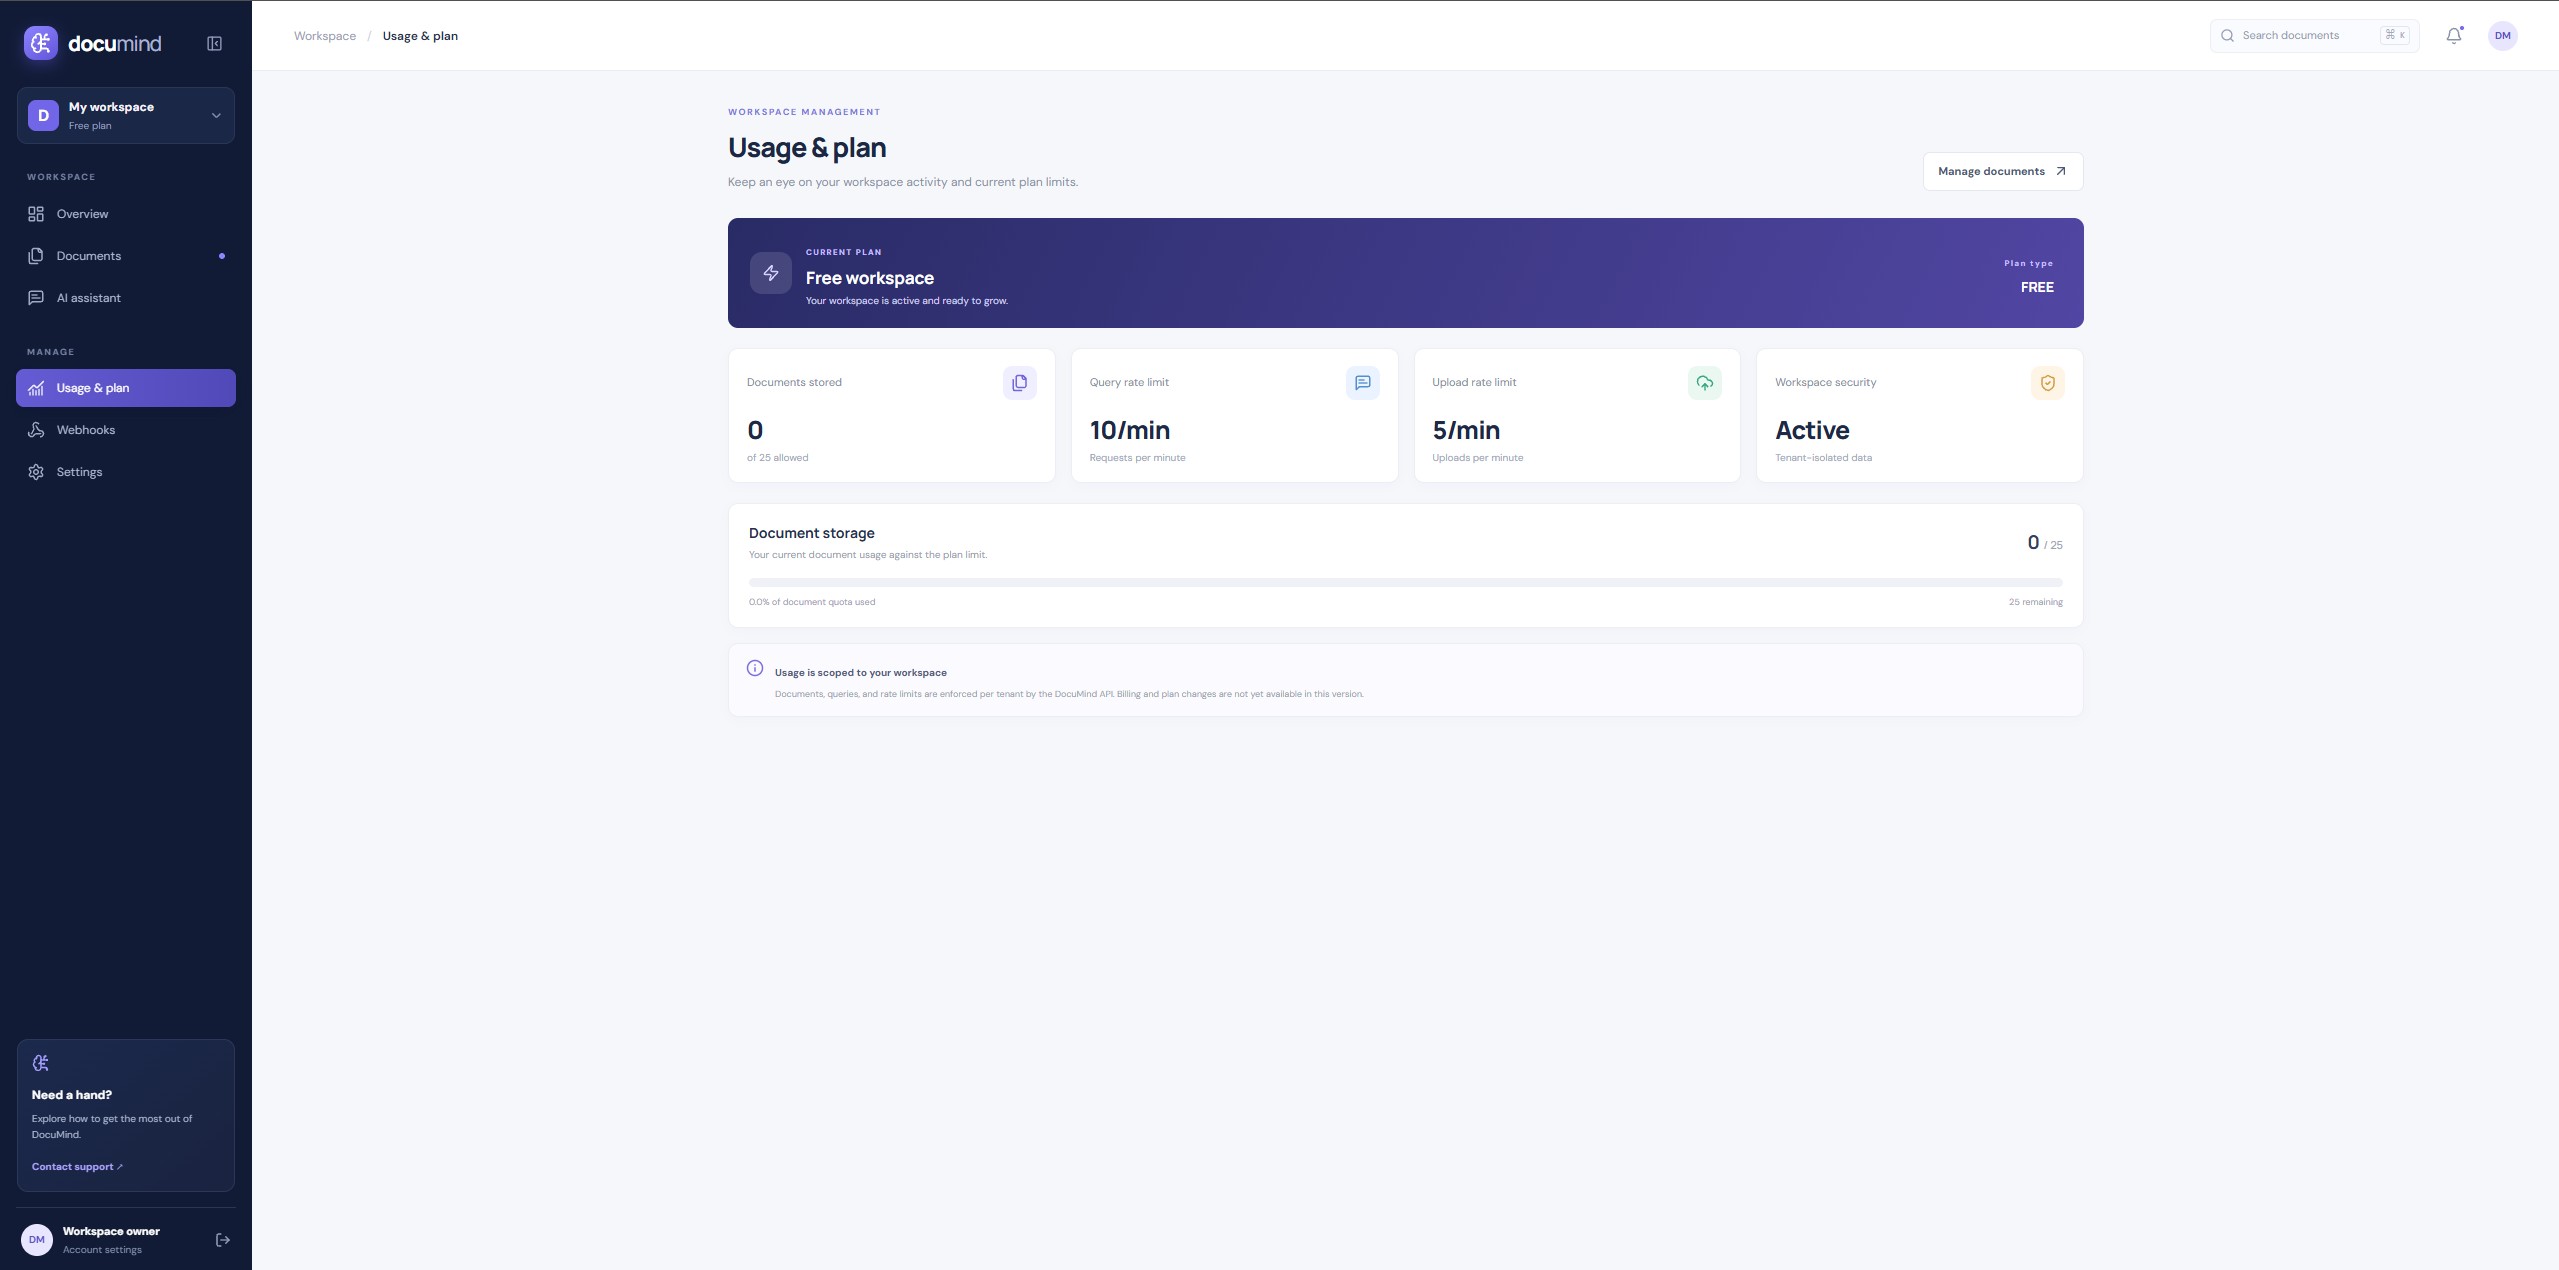 documind
D
My workspace
Free plan
WORKSPACE
Overview
Documents
AI assistant
MANAGE
Usage & plan
Webhooks
Settings
Need a hand?
Explore how to get the most out of
DocuMind.
Contact support ↗
DM
Workspace owner
Account settings
Workspace / Usage & plan
Search documents
⌘ K
DM
WORKSPACE MANAGEMENT
Usage & plan
Keep an eye on your workspace activity and current plan limits.
Manage documents
CURRENT PLAN
Free workspace
Your workspace is active and ready to grow.
Plan type
FREE
Documents stored
0
of 25 allowed
Query rate limit
10/min
Requests per minute
Upload rate limit
5/min
Uploads per minute
Workspace security
Active
Tenant-isolated data
Document storage
Your current document usage against the plan limit.
0 / 25
0.0% of document quota used
25 remaining
Usage is scoped to your workspace
Documents, queries, and rate limits are enforced per tenant by the DocuMind API. Billing and plan changes are not yet available in this version.